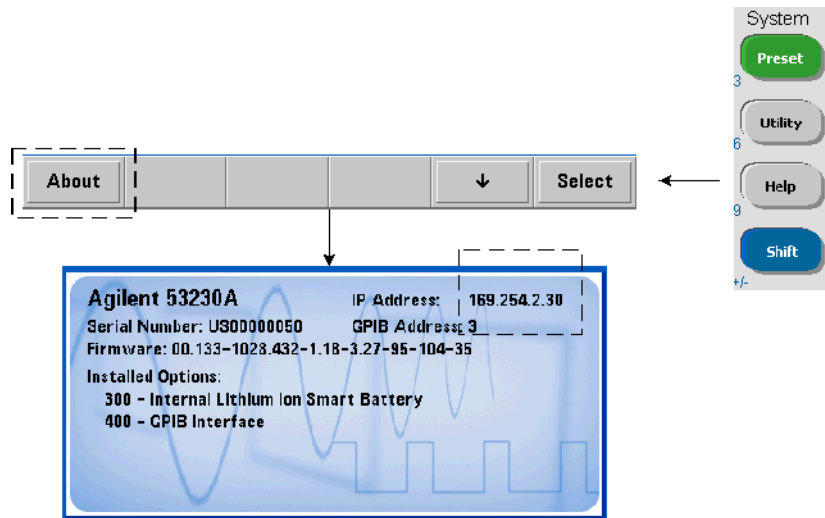 System
Preset
3
Utility
6
Help
9
Shift
+/-
About
↓
Select
Agilent 53230A
IP Address: 169.254.2.30
Serial Number: US00000050 GPIB Address: 3
Firmware: 00.133-1028.432-1.18-3.27-95-104-35
Installed Options:
300 - Internal Lithium Ion Smart Battery
400 - GPIB Interface